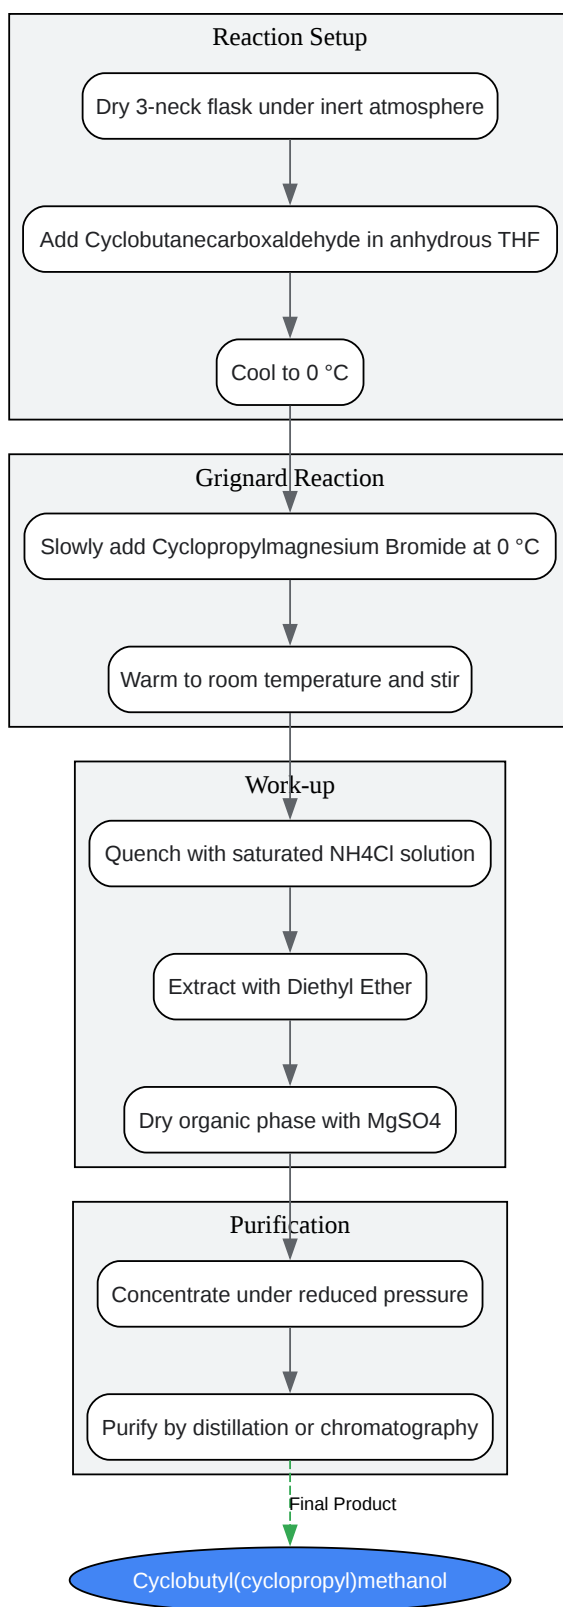 Reaction Setup
Dry 3-neck flask under inert atmosphere
Add Cyclobutanecarboxaldehyde in anhydrous THF
Cool to 0 °C
Grignard Reaction
Slowly add Cyclopropylmagnesium Bromide at 0 °C
Warm to room temperature and stir
Work-up
Quench with saturated NH4Cl solution
Extract with Diethyl Ether
Dry organic phase with MgSO4
Purification
Concentrate under reduced pressure
Purify by distillation or chromatography
Final Product
Cyclobutyl(cyclopropyl)methanol